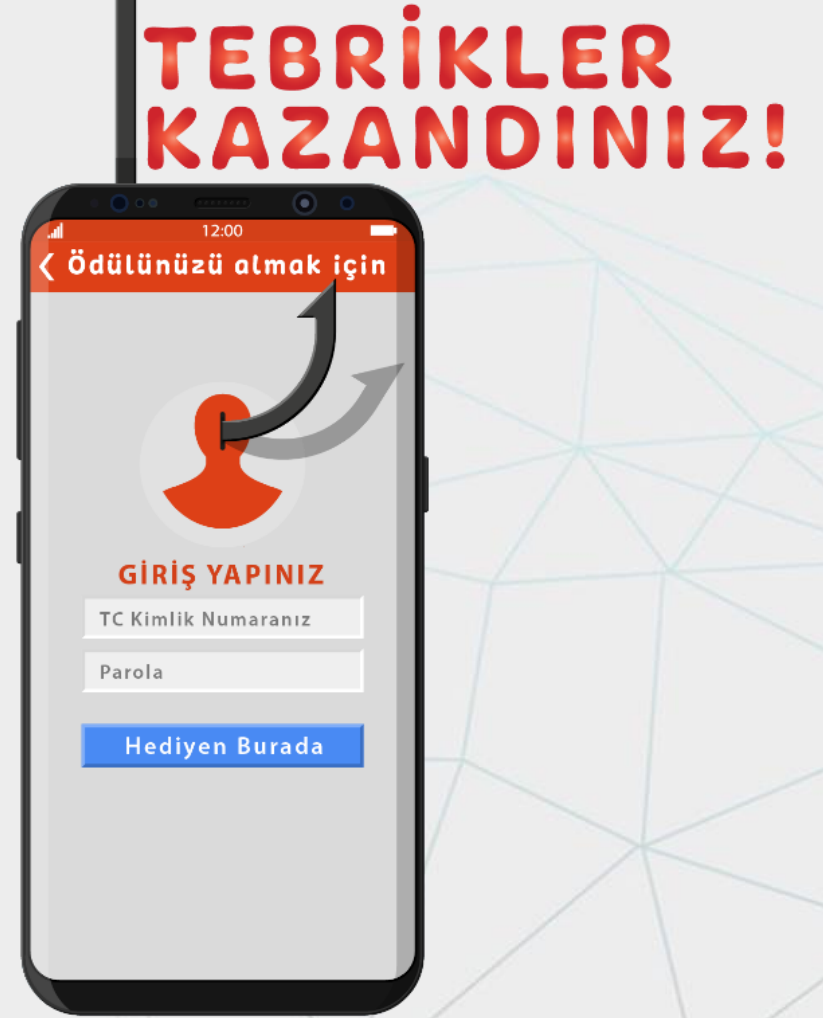 TEBRİKLER
KAZANDINIZ!
12:00
Ödülünüzü almak için
GİRİŞ YAPINIZ
TC Kimlik Numaranız
Parola
Hediyen Burada